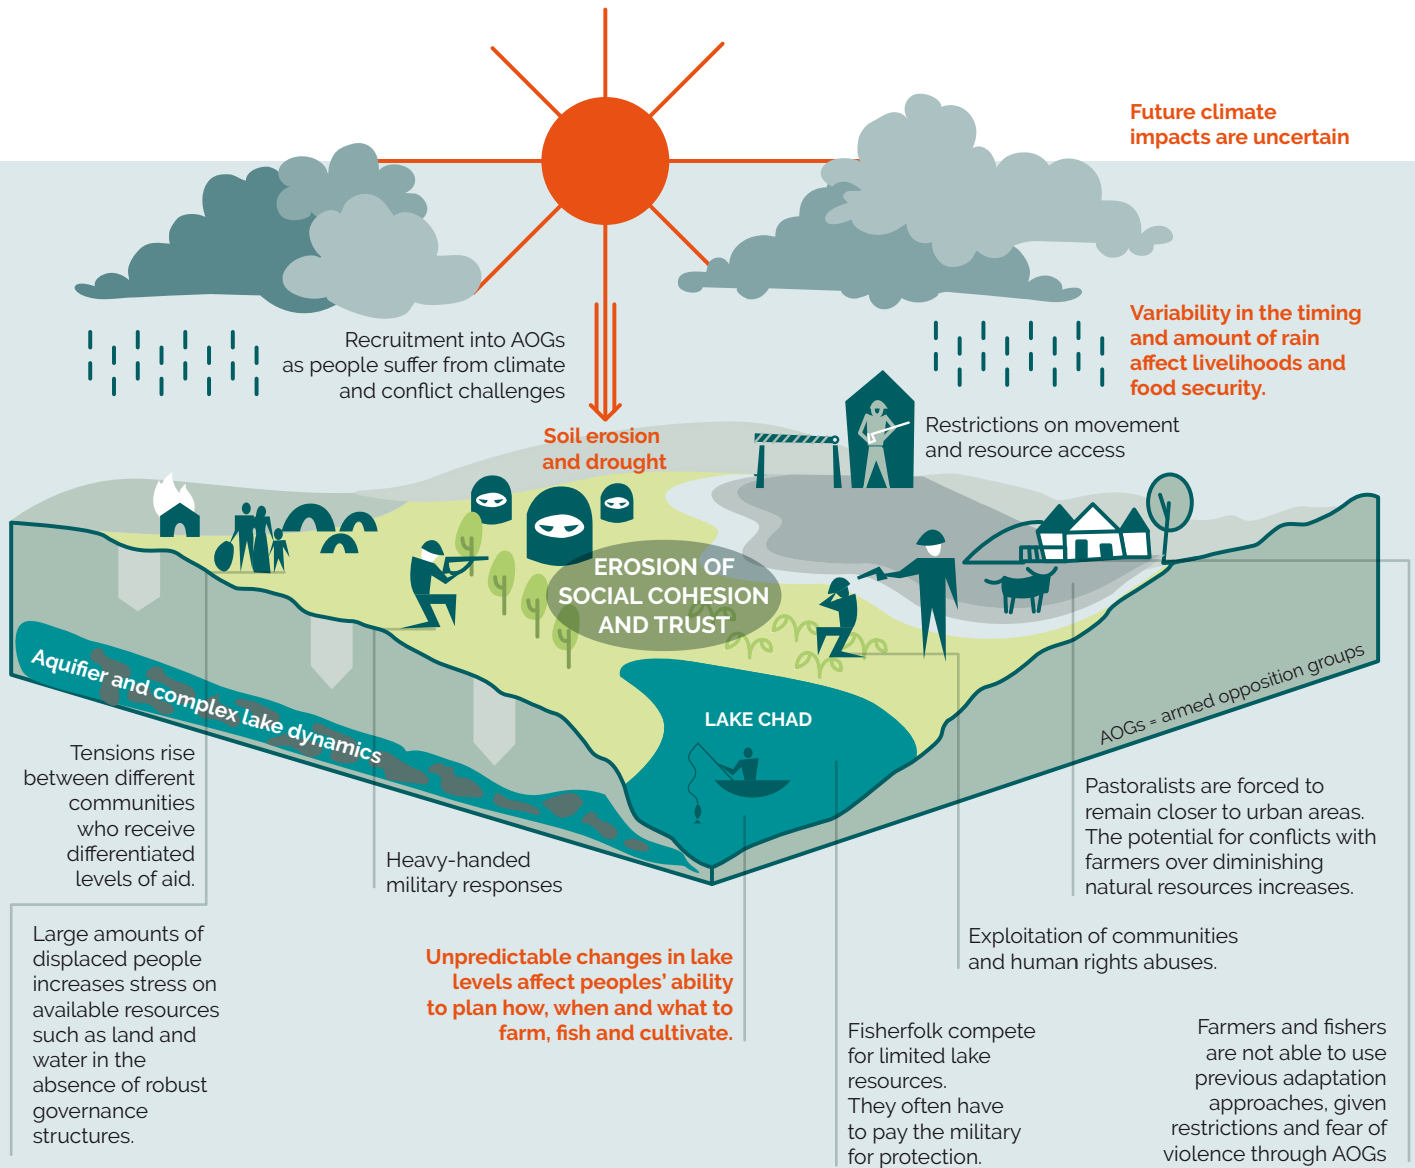 Future climate
impacts are uncertain
Recruitment into AOGs
as people suffer from climate
and conflict challenges
Variability in the timing
and amount of rain
affect livelihoods and
food security.
Soil erosion
and drought
Restrictions on movement
and resource access
EROSION OF
SOCIAL COHESION
AND TRUST
Aquifier and complex lake dynamics
LAKE CHAD
AOGs = armed opposition groups
Tensions rise
between different
communities
who receive
differentiated
levels of aid.
Heavy-handed
military responses
Pastoralists are forced to
remain closer to urban areas.
The potential for conflicts with
farmers over diminishing
natural resources increases.
Large amounts of
displaced people
increases stress on
available resources
such as land and
water in the
absence of robust
governance
structures.
Unpredictable changes in lake
levels affect peoples' ability
to plan how, when and what to
farm, fish and cultivate.
Exploitation of communities
and human rights abuses.
Fisherfolk compete
for limited lake
resources.
They often have
to pay the military
for protection.
Farmers and fishers
are not able to use
previous adaptation
approaches, given
restrictions and fear of
violence through AOGs